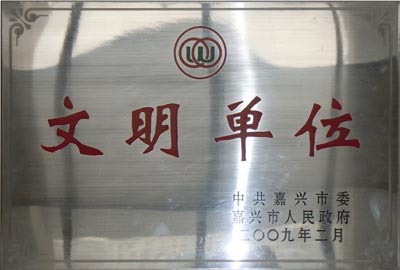 文明单位
中共嘉兴市委
嘉兴市人民政府
二〇〇九年二月